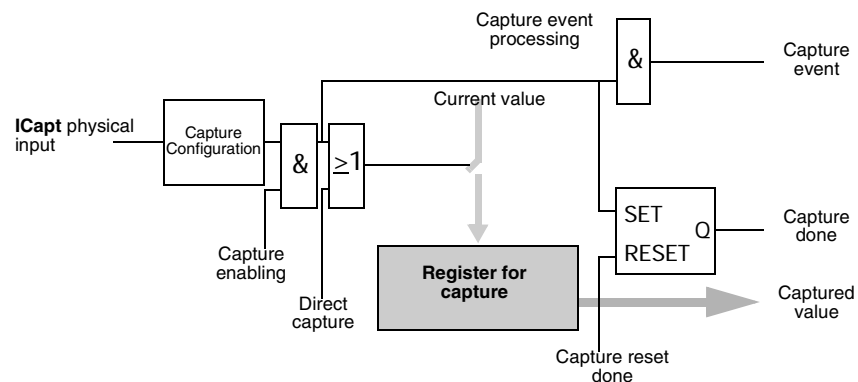 Capture event
processing
&
Capture
event
Current value
ICapt physical
input
Capture
Configuration
&
≥1
SET
Q
RESET
Capture
done
Capture
enabling
Register for
capture
Direct
capture
Captured
value
Capture reset
done